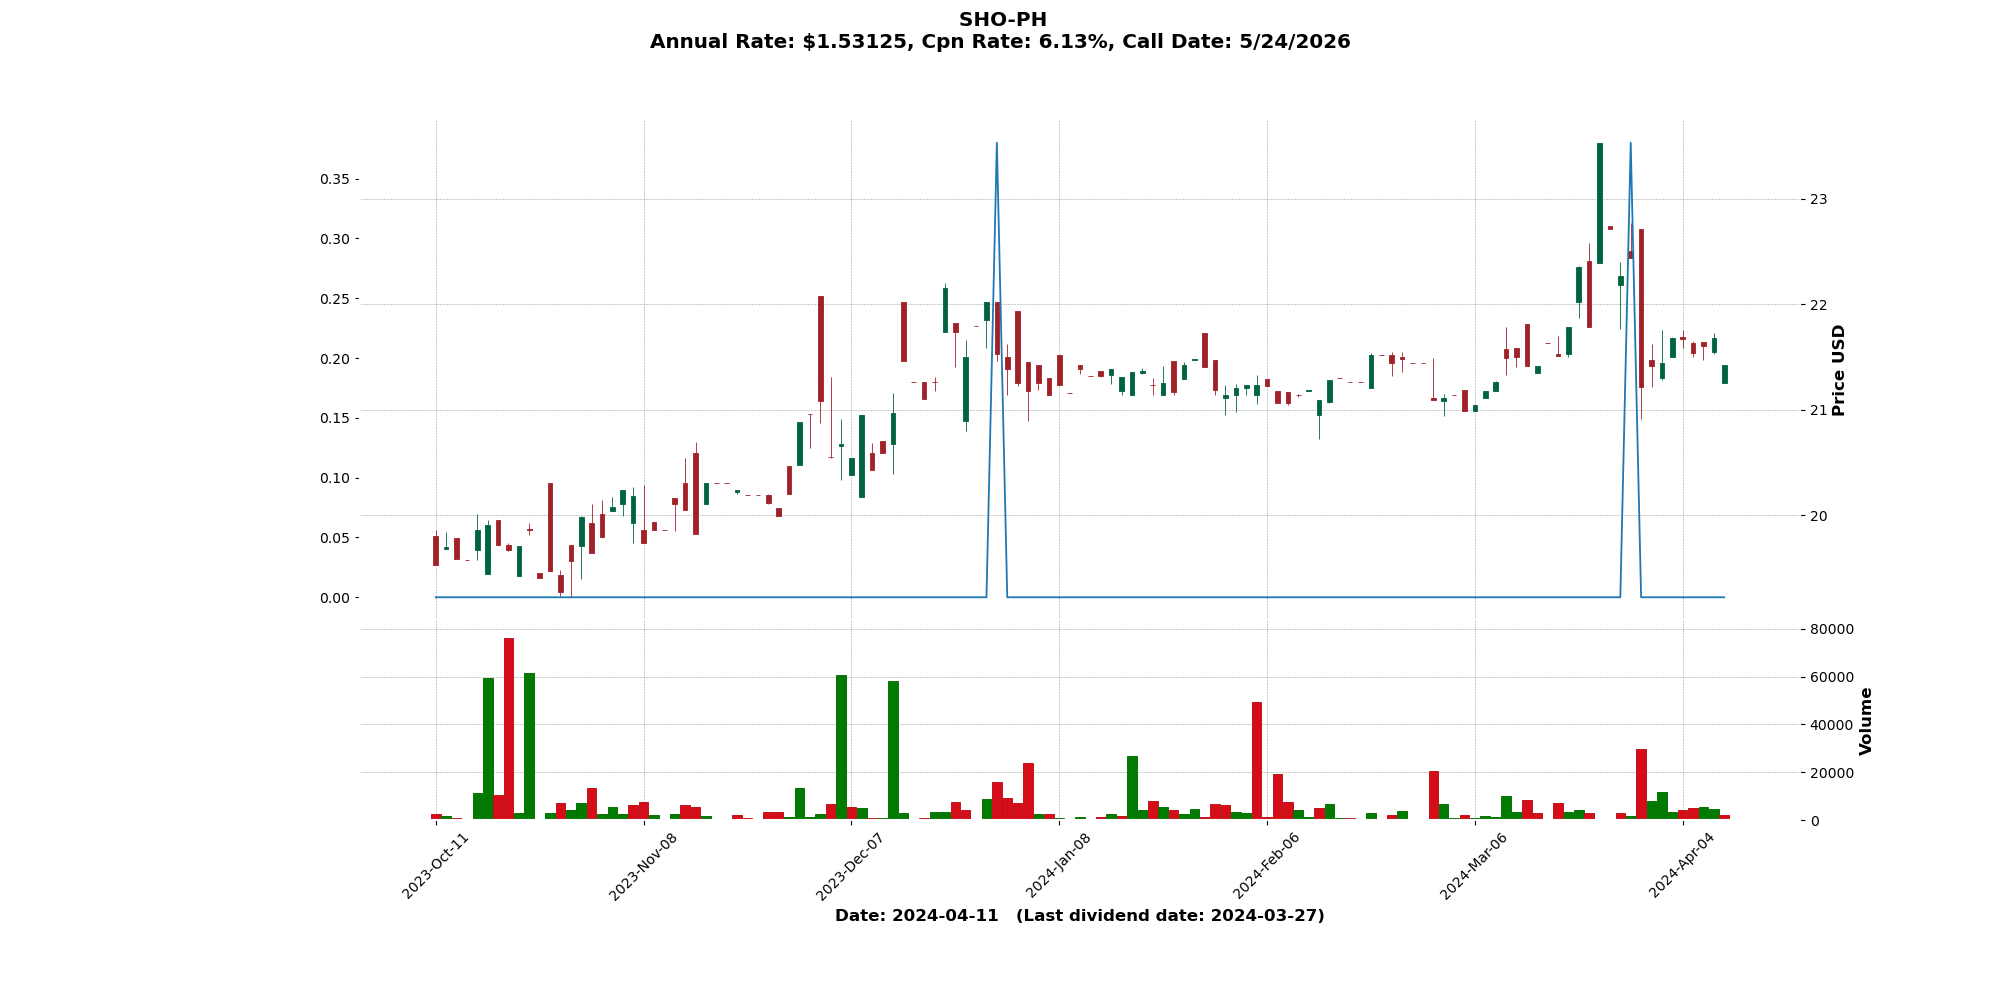 SHO-PH
Annual Rate: $1.53125, Cpn Rate: 6.13%, Call Date: 5/24/2026
0.35
0.30
0.25
0.20
0.15
0.10
0.05
0.00
23
22
21
20
Price USD
80000
60000
40000
20000
0
Volume
2023-Oct-11
2023-Nov-08
2023-Dec-07
2024-Jan-08
2024-Feb-06
2024-Mar-06
2024-Apr-04
Date: 2024-04-11 (Last dividend date: 2024-03-27)